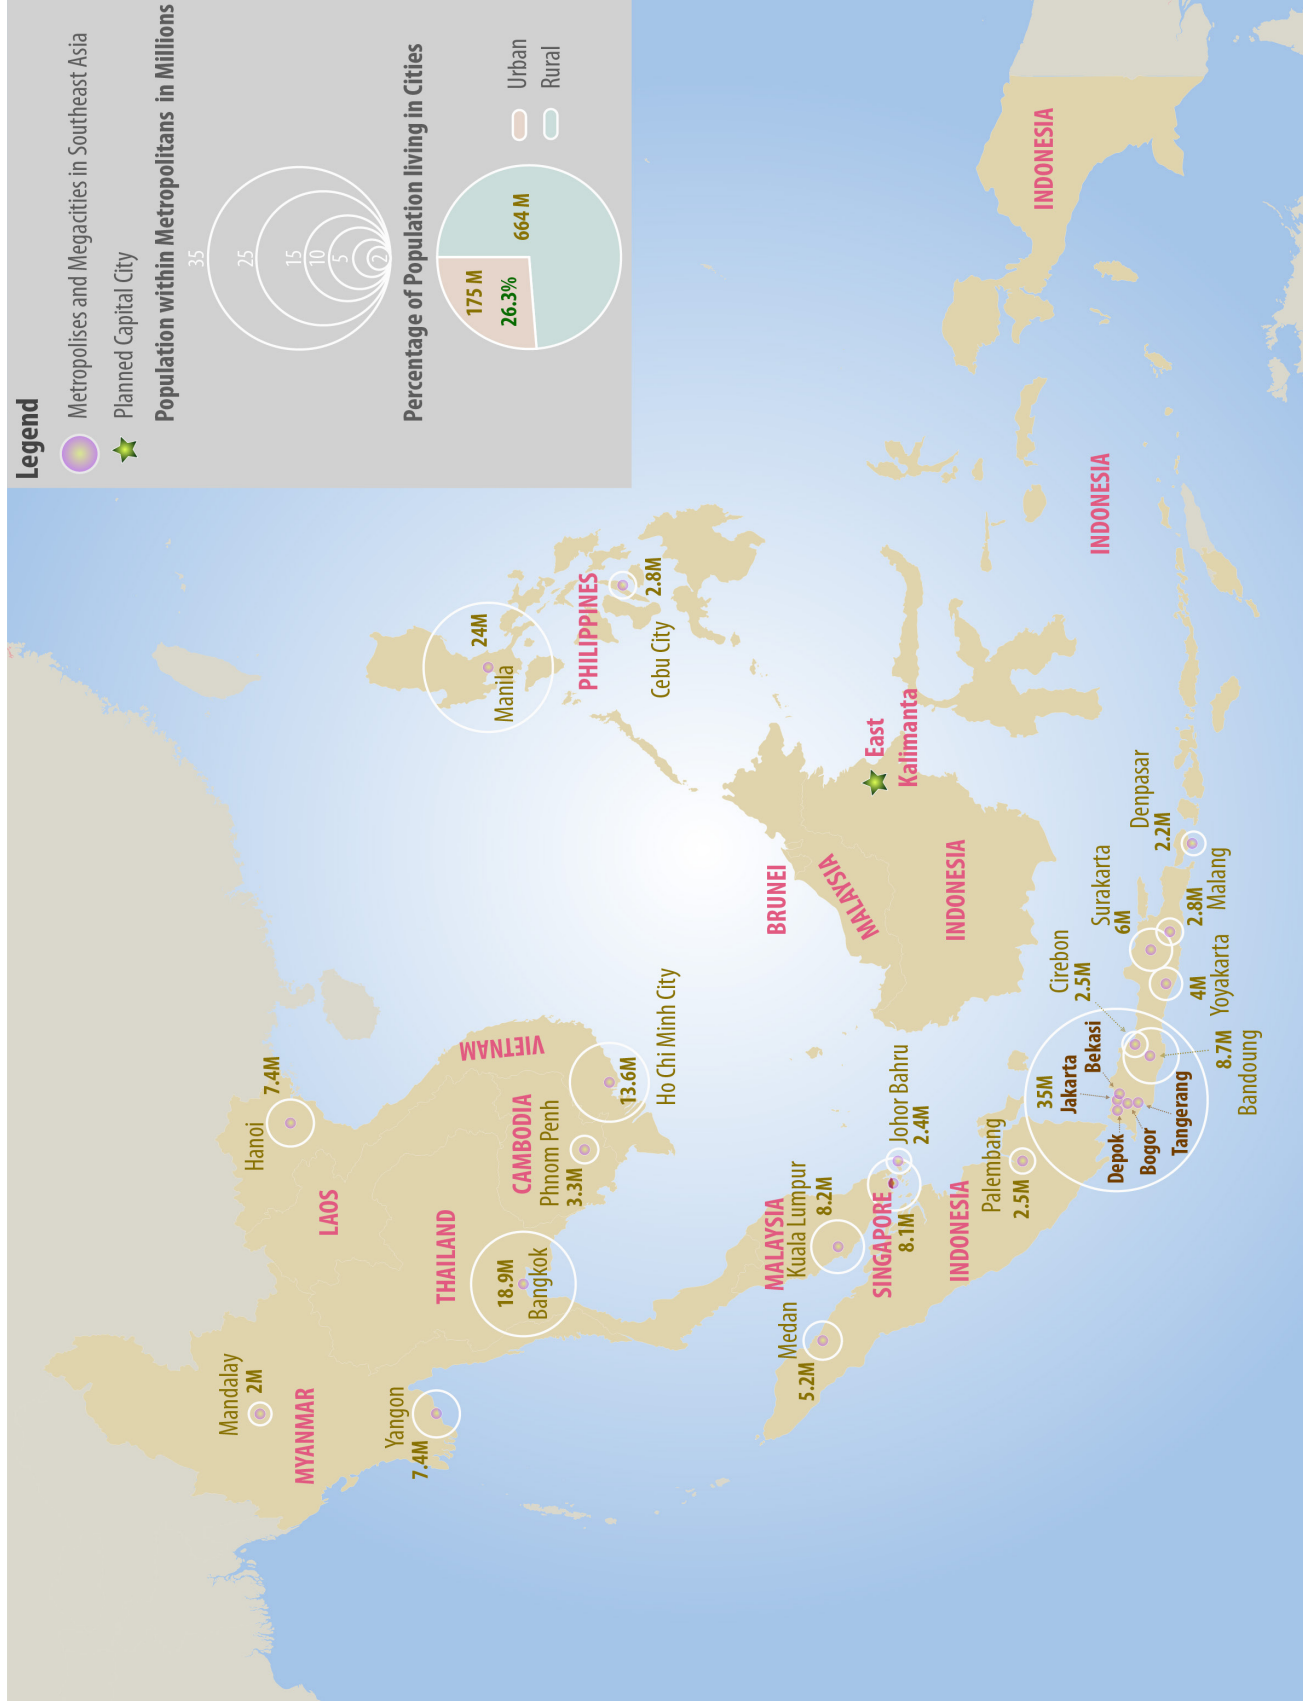 Legend
Metropolises and Megacities in Southeast Asia
Planned Capital City
Population within Metropolitans in Millions
35
25
15
10
5
2
Percentage of Population living in Cities
175 M
26.3%
664 M
Urban
Rural
Mandalay
2M
MYANMAR
Yangon
7.4M
Hanoi
7.4M
LAOS
THAILAND
18.9M
Bangkok
VIETNAM
CAMBODIA
Phnom Penh
3.3M
13.6M
Ho Chi Minh City
24M
Manila
PHILIPPINES
2.8M
Cebu City
BRUNEI
MALAYSIA
INDONESIA
East
Kalimanta
MALAYSIA
Kuala Lumpur
8.2M
Medan
5.2M
SINGAPORE
8.1M
Johor Bahru
2.4M
INDONESIA
Palembang
2.5M
35M
Jakarta
Bekasi
Depok
Bogor
Tangerang
Cirebon
2.5M
8.7M
Bandoung
Surakarta
6M
4M
Yoyakarta
2.8M
Malang
Denpasar
2.2M
INDONESIA
INDONESIA